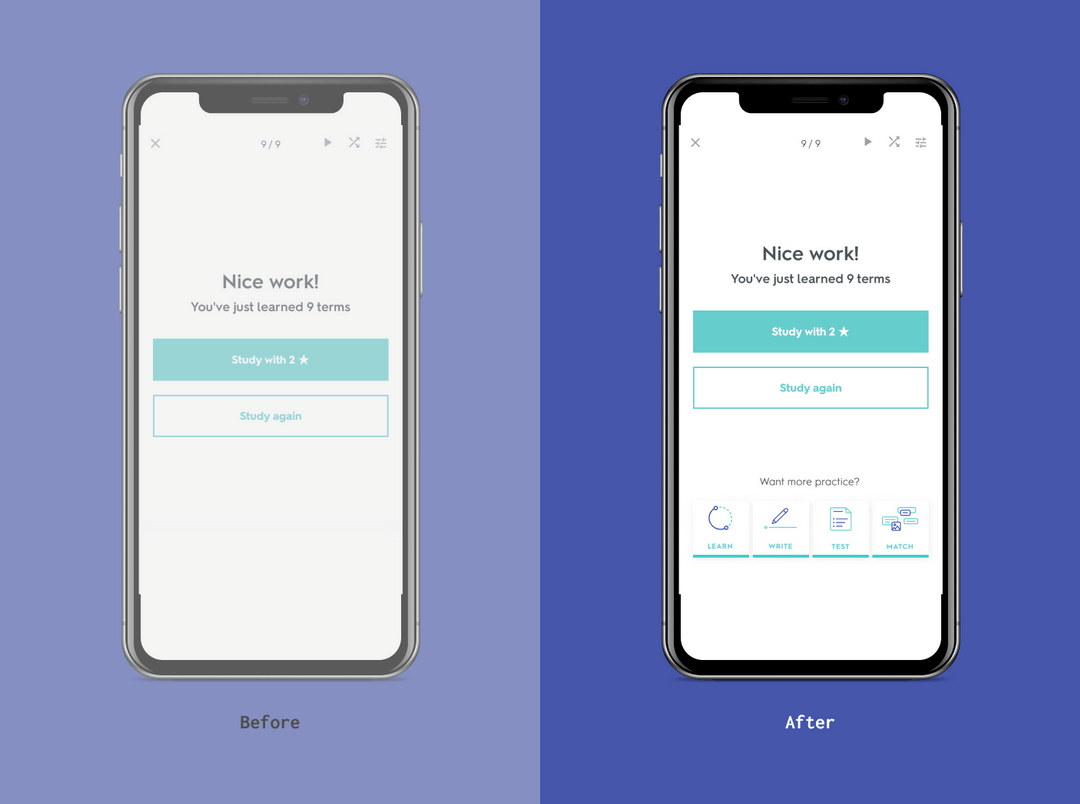 9/9
Nice work!
You've just learned 9 terms
Study with 2 ★
Study again
Before
9/9
Nice work!
You've just learned 9 terms
Study with 2 ★
Study again
Want more practice?
LEARN WRITE TEST MATCH
After